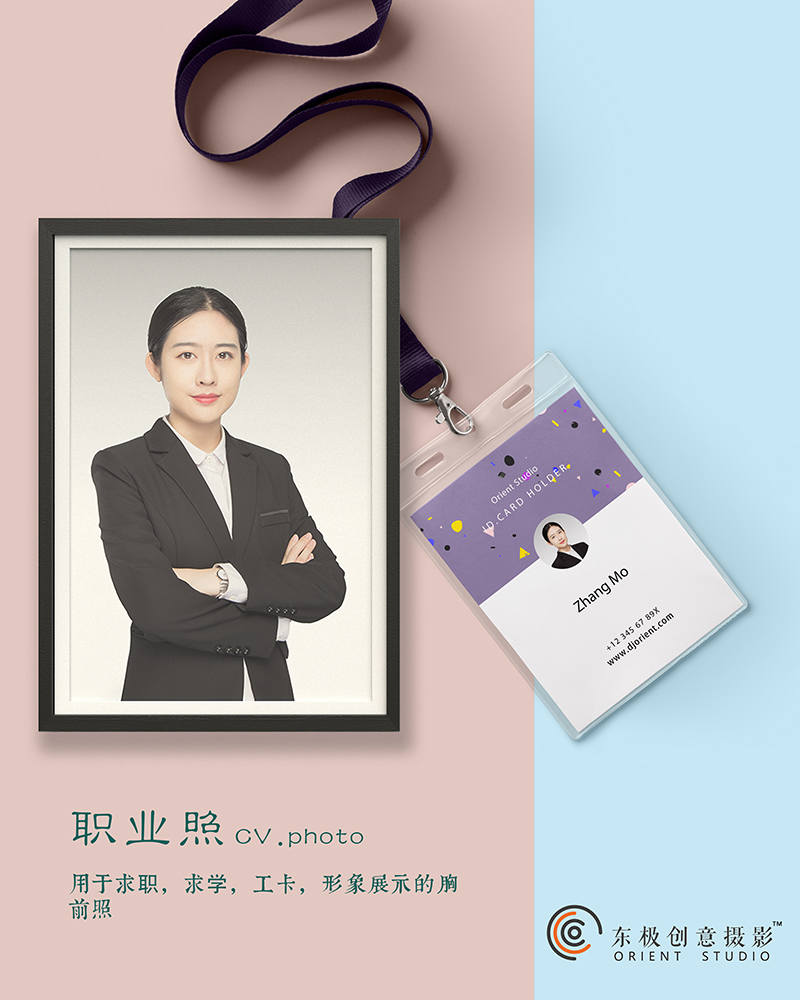 Orient Studio
ID CARD HOLDER
Zhang Mo
+12 345 67 89X
www.djorient.com
职业照 CV.photo
用于求职，求学，工卡，形象展示的胸
前照
东极创意摄影™
ORIENT STUDIO